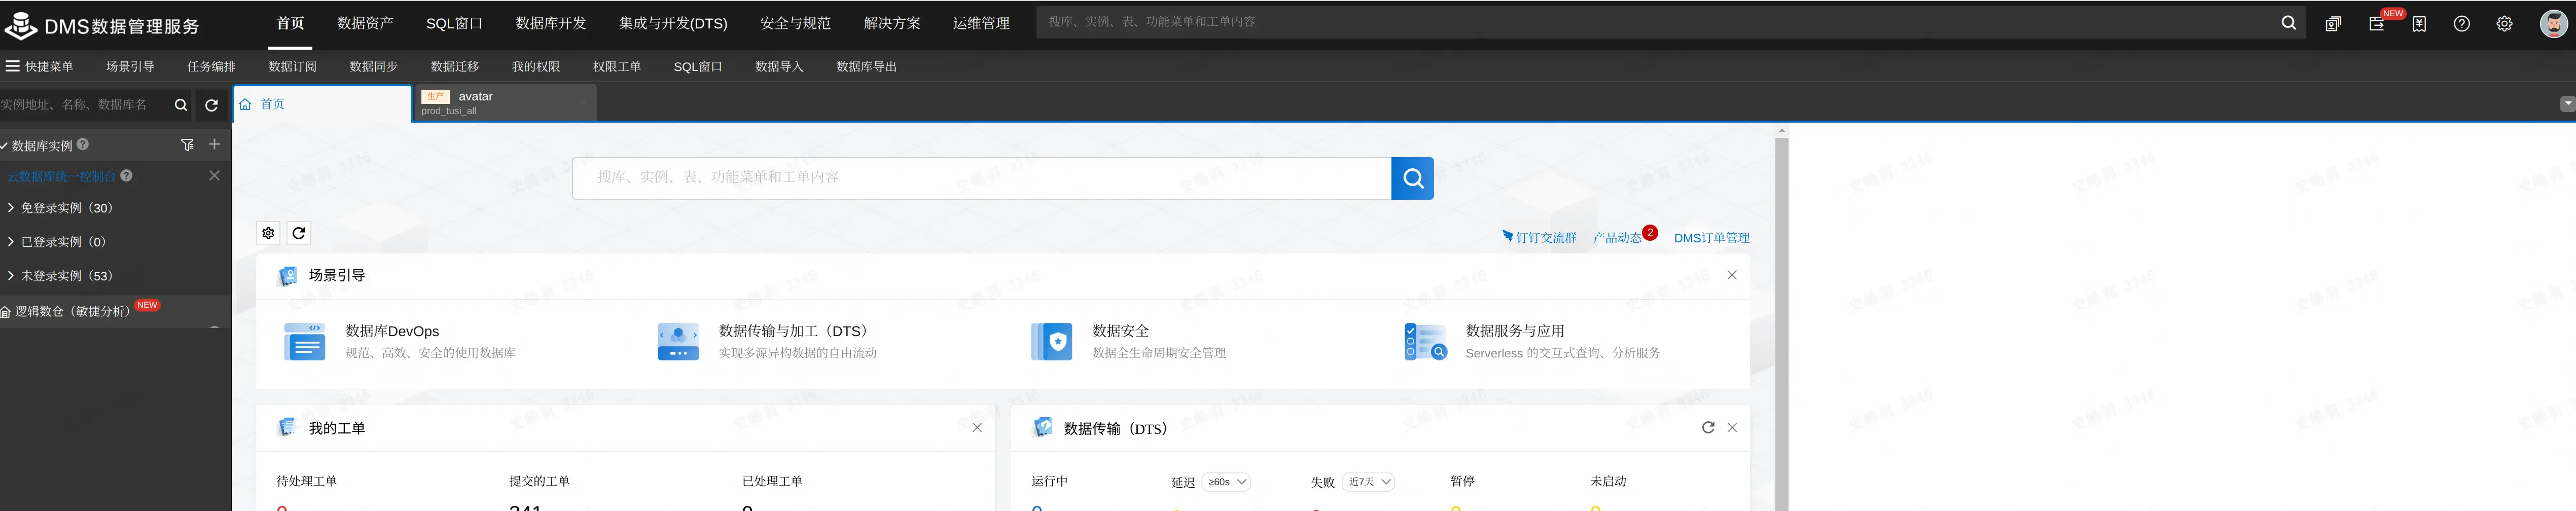 DMS数据管理服务
首页 数据资产 SQL窗口 数据库开发 集成与开发(DTS) 安全与规范 解决方案 运维管理 搜库、实例、表、功能菜单和工单内容 NEW
快捷菜单 场景引导 任务编排 数据订阅 数据同步 数据迁移 我的权限 权限工单 SQL窗口 数据导入 数据库导出
实例地址、名称、数据库名
首页
生产 avatar
prod_tusi_all
数据库实例
云数据库统一控制台
免登录实例（30）
已登录实例（0）
未登录实例（53）
逻辑数仓（敏捷分析） NEW
搜库、实例、表、功能菜单和工单内容
钉钉交流群 产品动态 2 DMS订单管理
场景引导
数据库DevOps
规范、高效、安全的使用数据库
数据传输与加工（DTS）
实现多源异构数据的自由流动
数据安全
数据全生命周期安全管理
数据服务与应用
Serverless 的交互式查询、分析服务
我的工单
待处理工单 提交的工单 已处理工单
数据传输（DTS）
运行中 延迟 ≥60s 失败 近7天 暂停 未启动